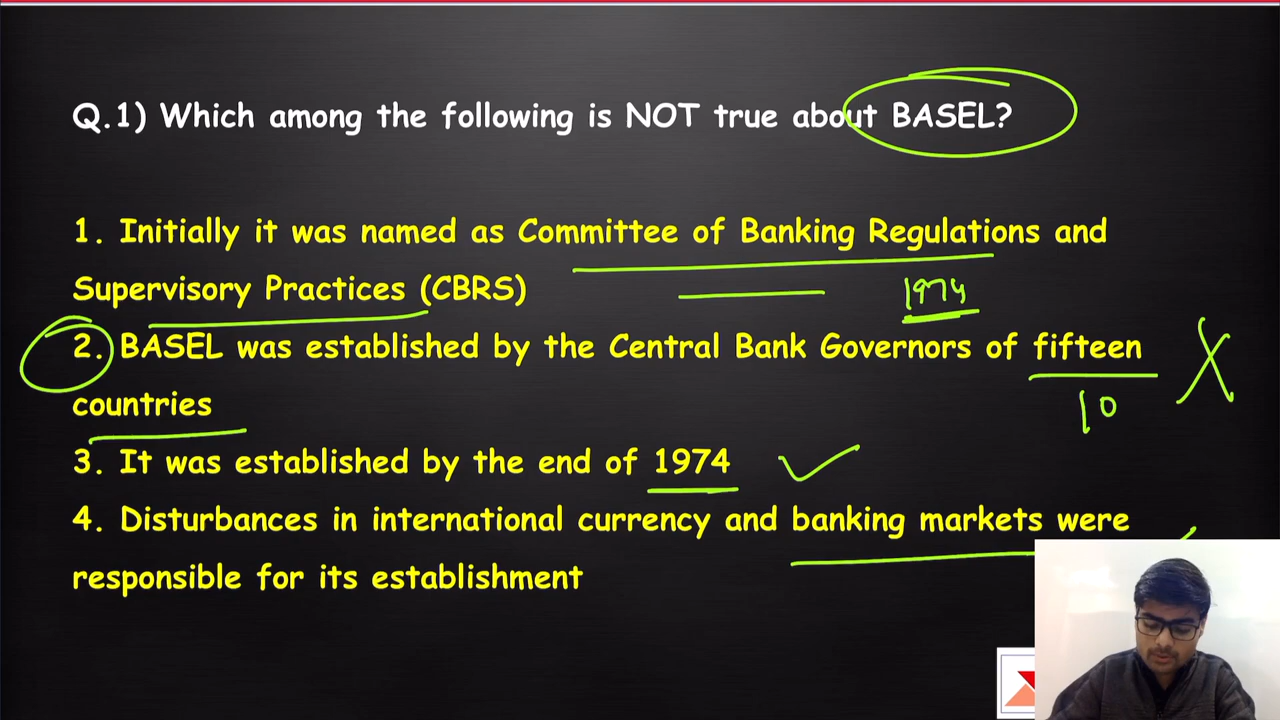 Q.1) Which among the following is NOT true about BASEL?
1. Initially it was named as Committee of Banking Regulations and
Supervisory Practices (CBRS)
1974
2. BASEL was established by the Central Bank Governors of fifteen
countries
10
3. It was established by the end of 1974
4. Disturbances in international currency and banking markets were
responsible for its establishment